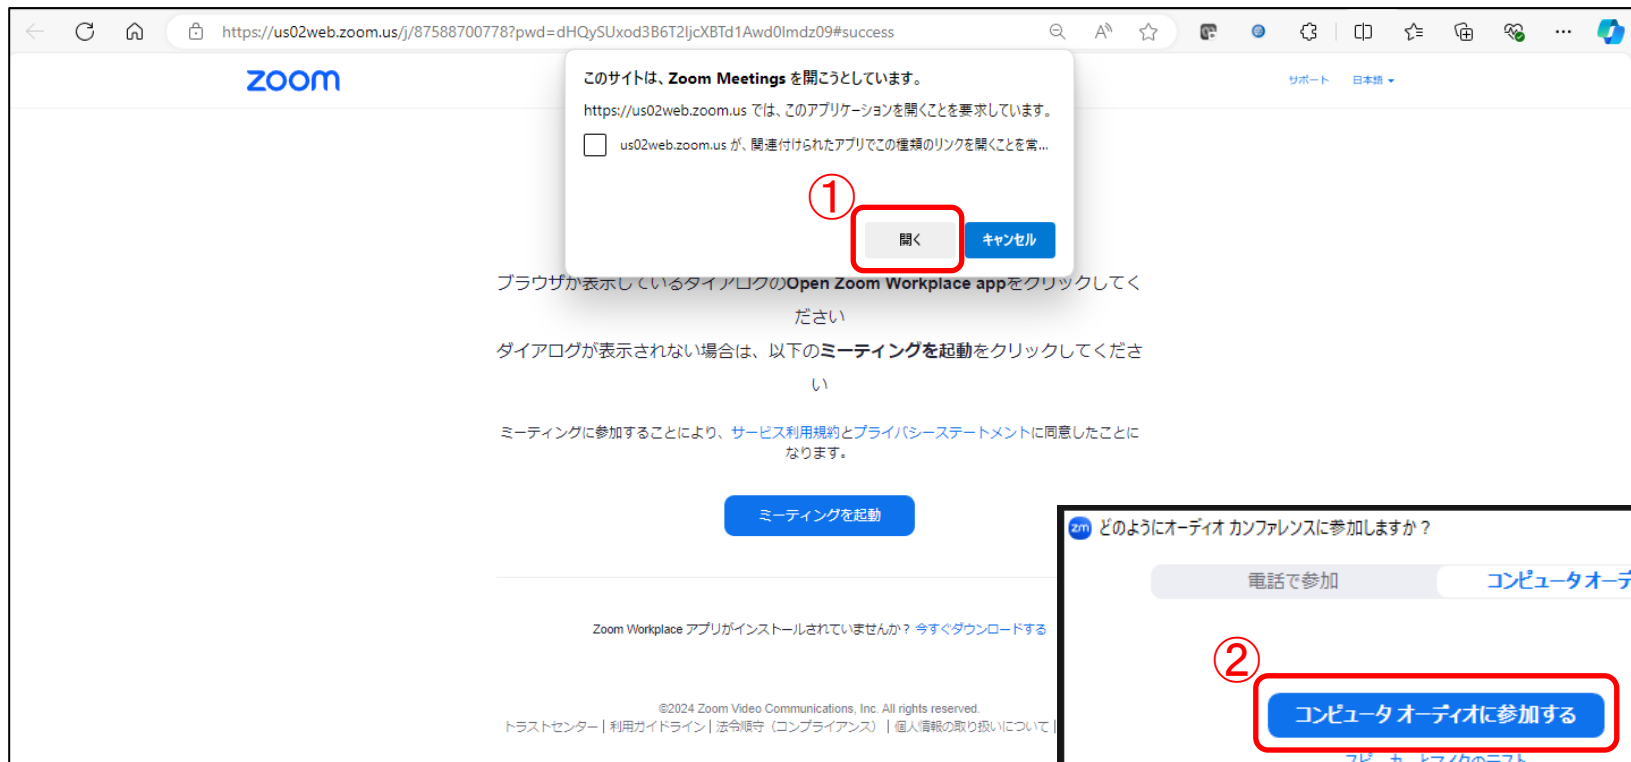 https://us02web.zoom.us/j/87588700778?pwd=dHQySUxod3B6T2IjcXBTd1Awd0Imdz09#success
zoom
サポート 日本語
このサイトは、Zoom Meetings を開こうとしています。
https://us02web.zoom.us では、このアプリケーションを開くことを要求しています。
us02web.zoom.us が、関連付けられたアプリでこの種類のリンクを開くことを常...
①
開く キャンセル
ブラウザが表示しているダイアログのOpen Zoom Workplace appをクリックしてく
ださい
ダイアログが表示されない場合は、以下のミーティングを起動をクリックしてくださ
い
ミーティングに参加することにより、サービス利用規約とプライバシーステートメントに同意したことに
なります。
ミーティングを起動
Zoom Workplace アプリがインストールされていませんか？ 今すぐダウンロードする
©2024 Zoom Video Communications, Inc. All rights reserved.
トラストセンター | 利用ガイドライン | 法令順守（コンプライアンス） | 個人情報の取り扱いについて |
zm どのようにオーディオ カンファレンスに参加しますか？
電話で参加 コンピュータ オーデ
②
コンピュータ オーディオに参加する
スピーカーとマイクのテスト